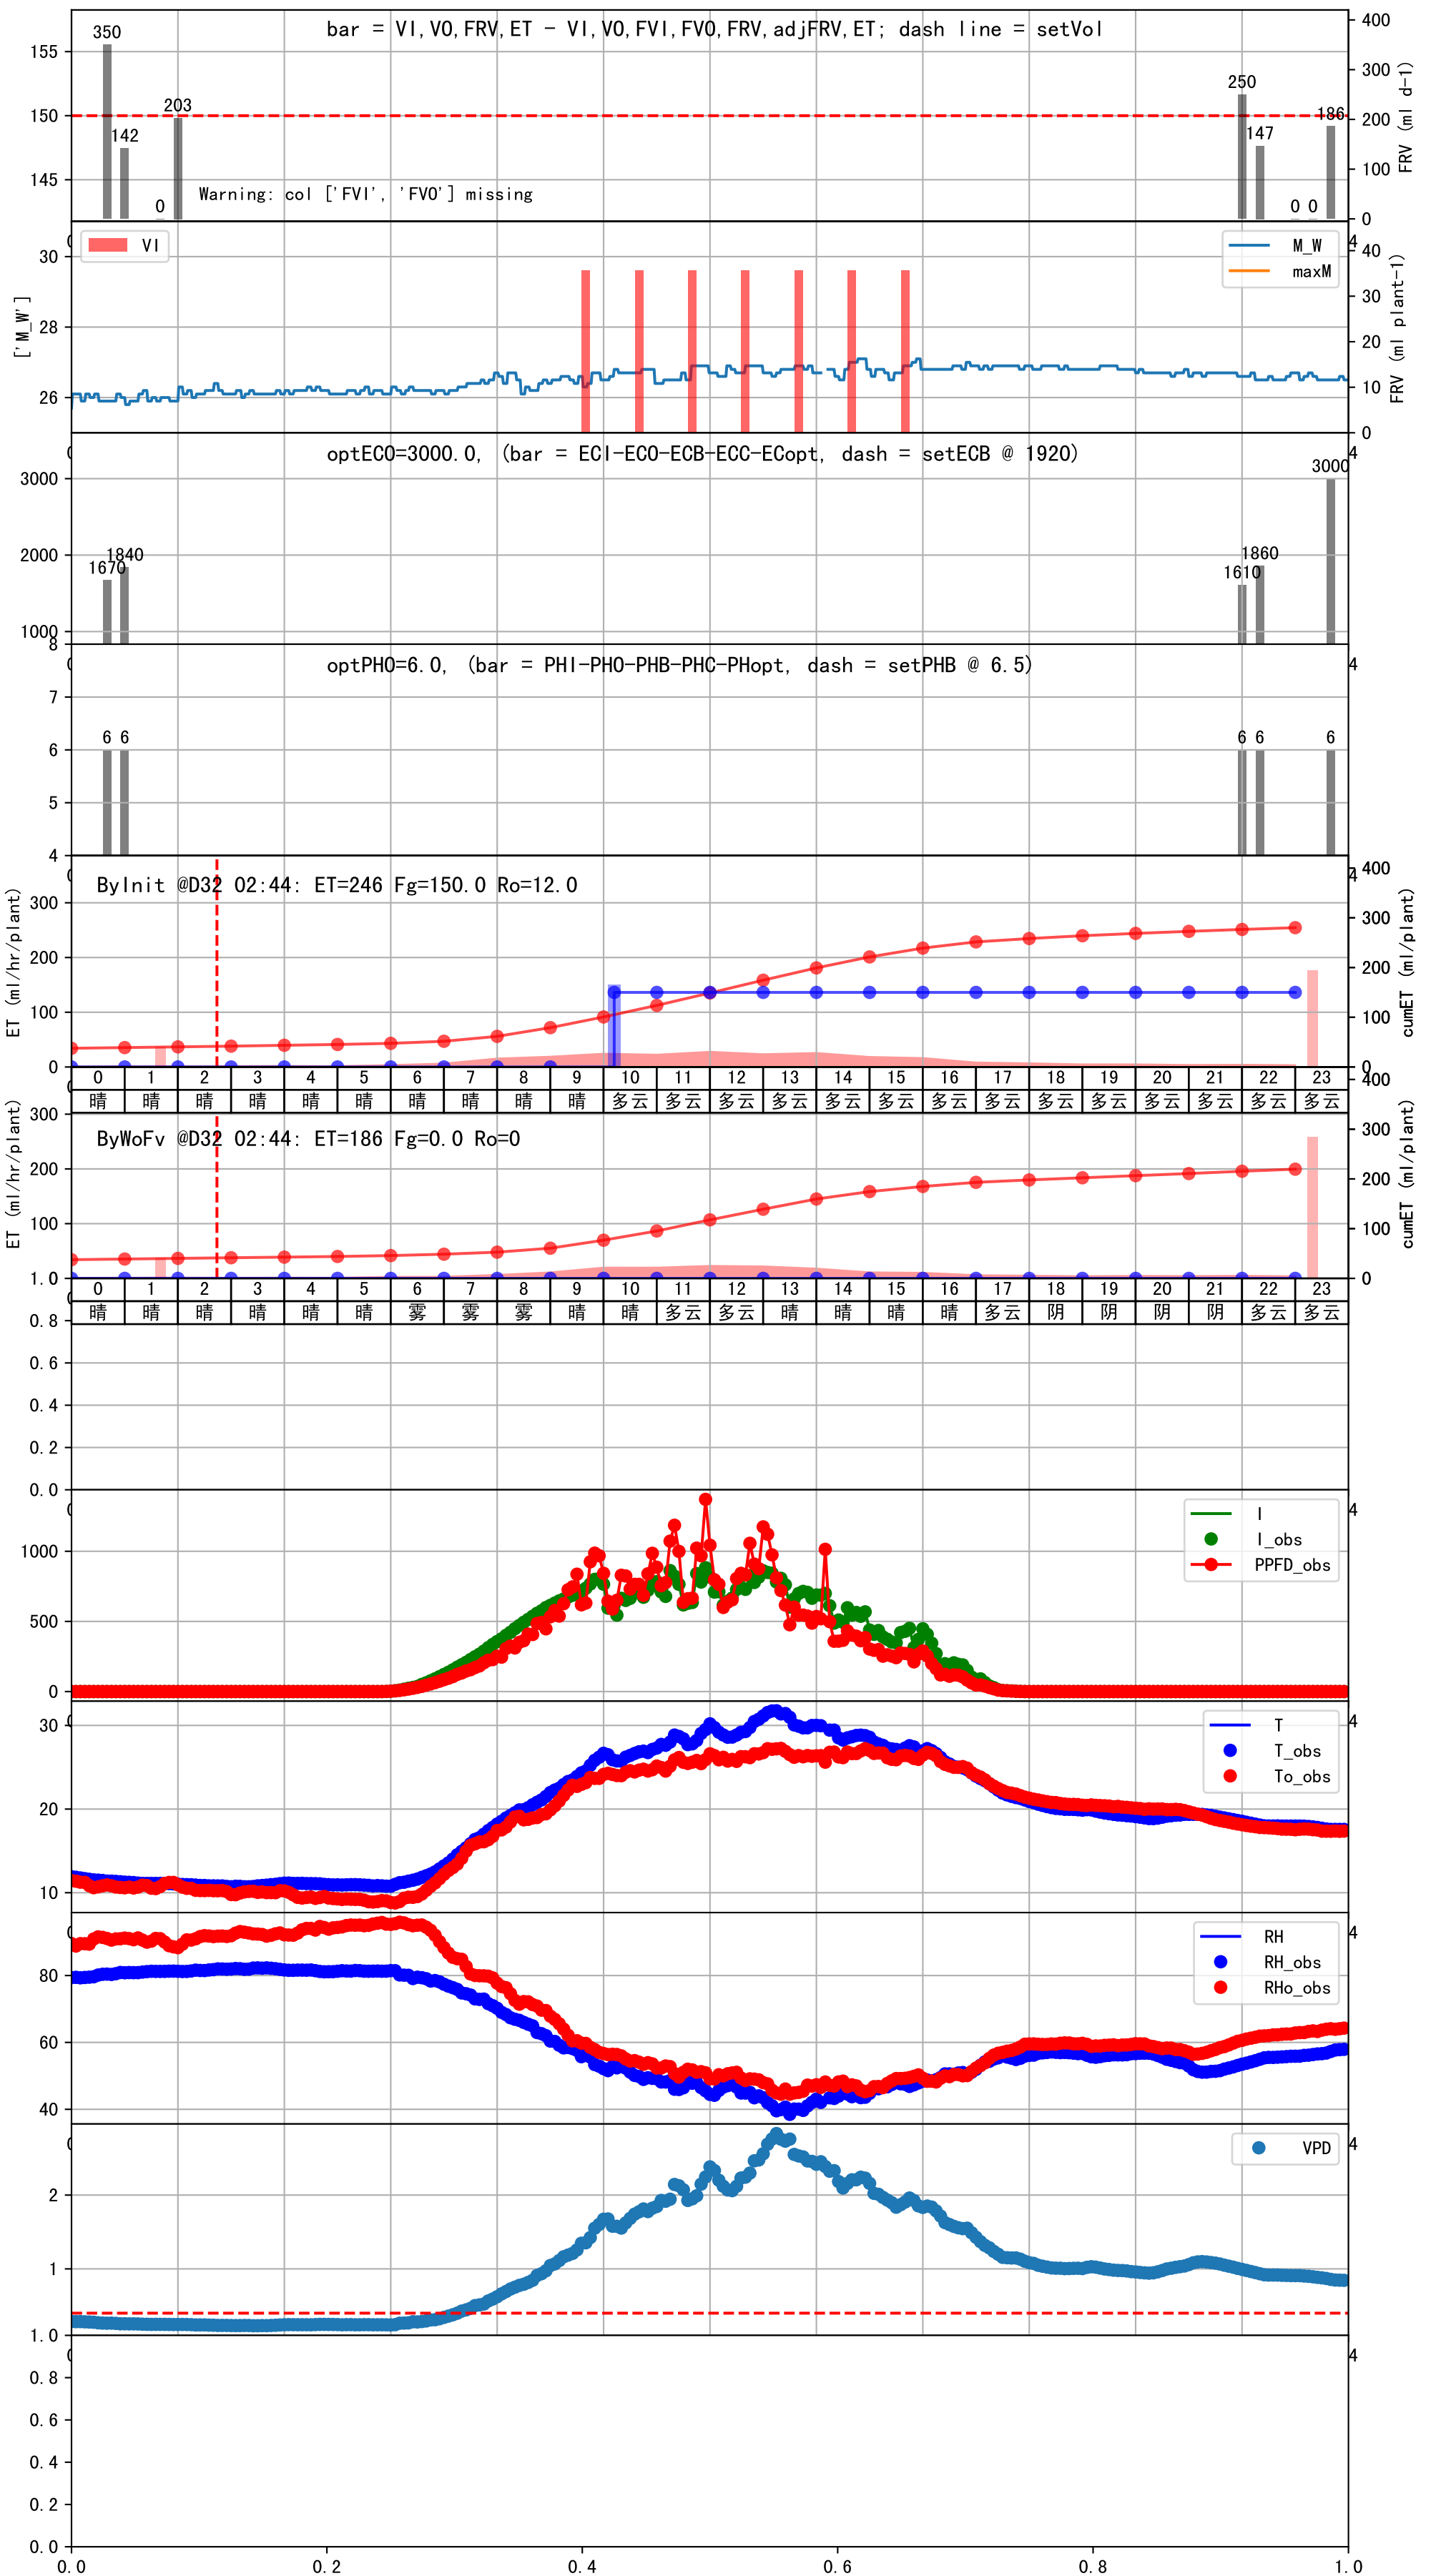 bar = VI,VO,FRV,ET - VI,VO,FVI,FVO,FRV,adjFRV,ET; dash line = setVol
350
142
0
203
250
147
0 0
186
Warning: col ['FVI', 'FVO'] missing
155
150
145
400
300
200
100
0
FRV (ml d-1)
VI
M_W
maxM
['M_W']
30
28
26
40
30
20
10
0
FRV (ml plant-1)
optECO=3000.0, (bar = ECI-ECO-ECB-ECC-ECopt, dash = setECB @ 1920)
1670
1840
1610
1860
3000
3000
2000
1000
optPHO=6.0, (bar = PHI-PHO-PHB-PHC-PHopt, dash = setPHB @ 6.5)
8
7
6
5
4
6 6
6 6
6
ByInit @D32 02:44: ET=246 Fg=150.0 Ro=12.0
ET (ml/hr/plant)
300
200
100
0
cumET (ml/plant)
400
300
200
100
0
0 1 2 3 4 5 6 7 8 9 10 11 12 13 14 15 16 17 18 19 20 21 22 23
晴 晴 晴 晴 晴 晴 晴 晴 晴 晴 多云 多云 多云 多云 多云 多云 多云 多云 多云 多云 多云 多云 多云 多云
ByWoFv @D32 02:44: ET=186 Fg=0.0 Ro=0
ET (ml/hr/plant)
300
200
100
cumET (ml/plant)
400
300
200
100
0
0 1 2 3 4 5 6 7 8 9 10 11 12 13 14 15 16 17 18 19 20 21 22 23
晴 晴 晴 晴 晴 晴 雾 雾 雾 晴 晴 多云 多云 晴 晴 晴 晴 多云 阴 阴 阴 阴 多云 多云
1.0
0.8
0.6
0.4
0.2
0.0
I
I_obs
PPFD_obs
1000
500
0
T
T_obs
To_obs
30
20
10
RH
RH_obs
RHo_obs
80
60
40
VPD
2
1
1.0
0.8
0.6
0.4
0.2
0.0
0.0 0.2 0.4 0.6 0.8 1.0